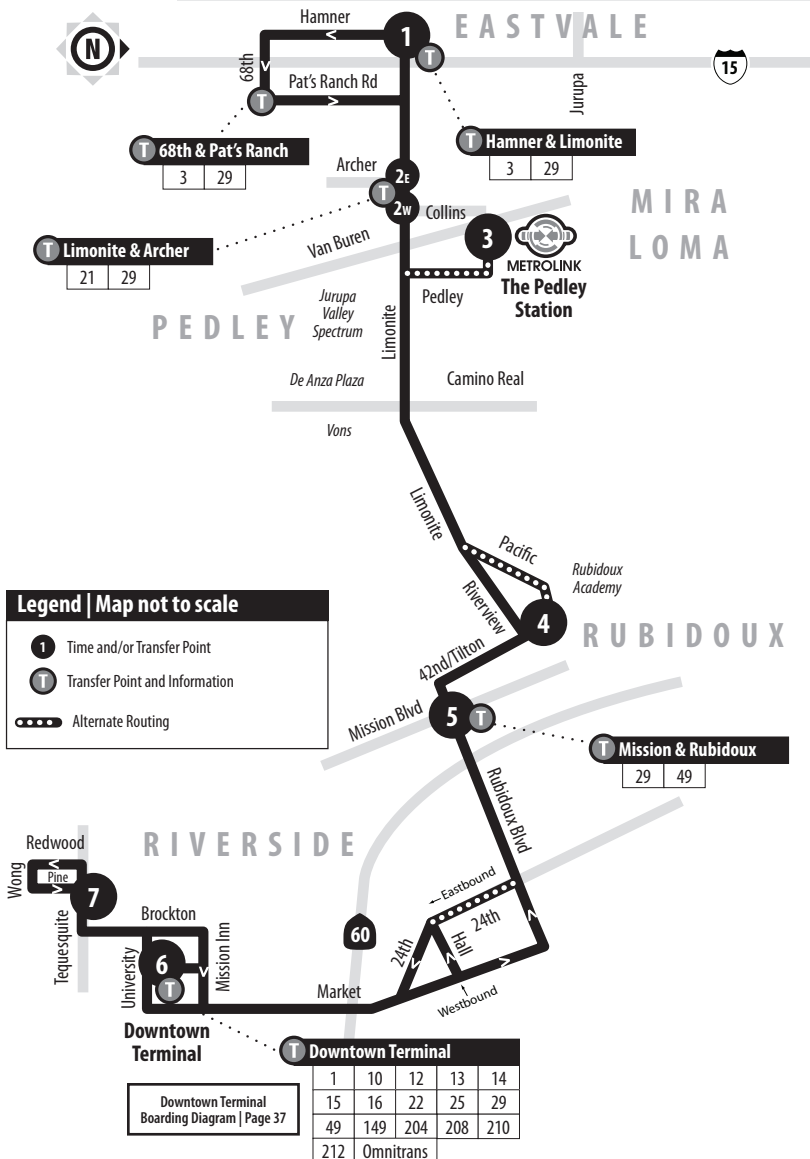 Hamner
EASTVALE
1
N
T
15
68th
Pat's Ranch Rd
Jurupa
T
T 68th & Pat's Ranch
3 29
T Hamner & Limonite
3 29
Archer
2E
T
2W
Collins
MIRA
LOMA
T Limonite & Archer
21 29
Van Buren
3
METROLINK
The Pedley
Station
Pedley
PEDLEY
Jurupa
Valley
Spectrum
Limonite
De Anza Plaza
Camino Real
Vons
Limonite
Pacific
Rubidoux
Academy
Riverview
4
RUBIDOUX
Legend | Map not to scale
1 Time and/or Transfer Point
T Transfer Point and Information
Alternate Routing
42nd/Tilton
Mission Blvd
5
T
T Mission & Rubidoux
29 49
Rubidoux Blvd
RIVERSIDE
Redwood
Wong
Pine
7
Tequesquite
Brockton
University
6
T
Mission Inn
60
Eastbound
24th
24th
Hall
Westbound
Market
Downtown
Terminal
T Downtown Terminal
1 10 12 13 14
15 16 22 25 29
49 149 204 208 210
212 Omnitrans
Downtown Terminal
Boarding Diagram | Page 37